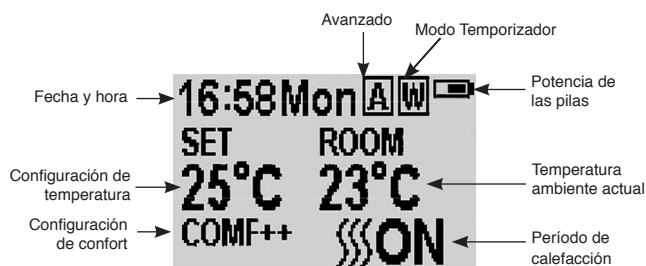 Avanzado
Modo Temporizador
Fecha y hora
16:58Mon A W
Potencia de
las pilas
SET ROOM
Configuración de
temperatura
25°C 23°C
Temperatura
ambiente actual
Configuración
de confort
COMF++ ON
Período de
calefacción